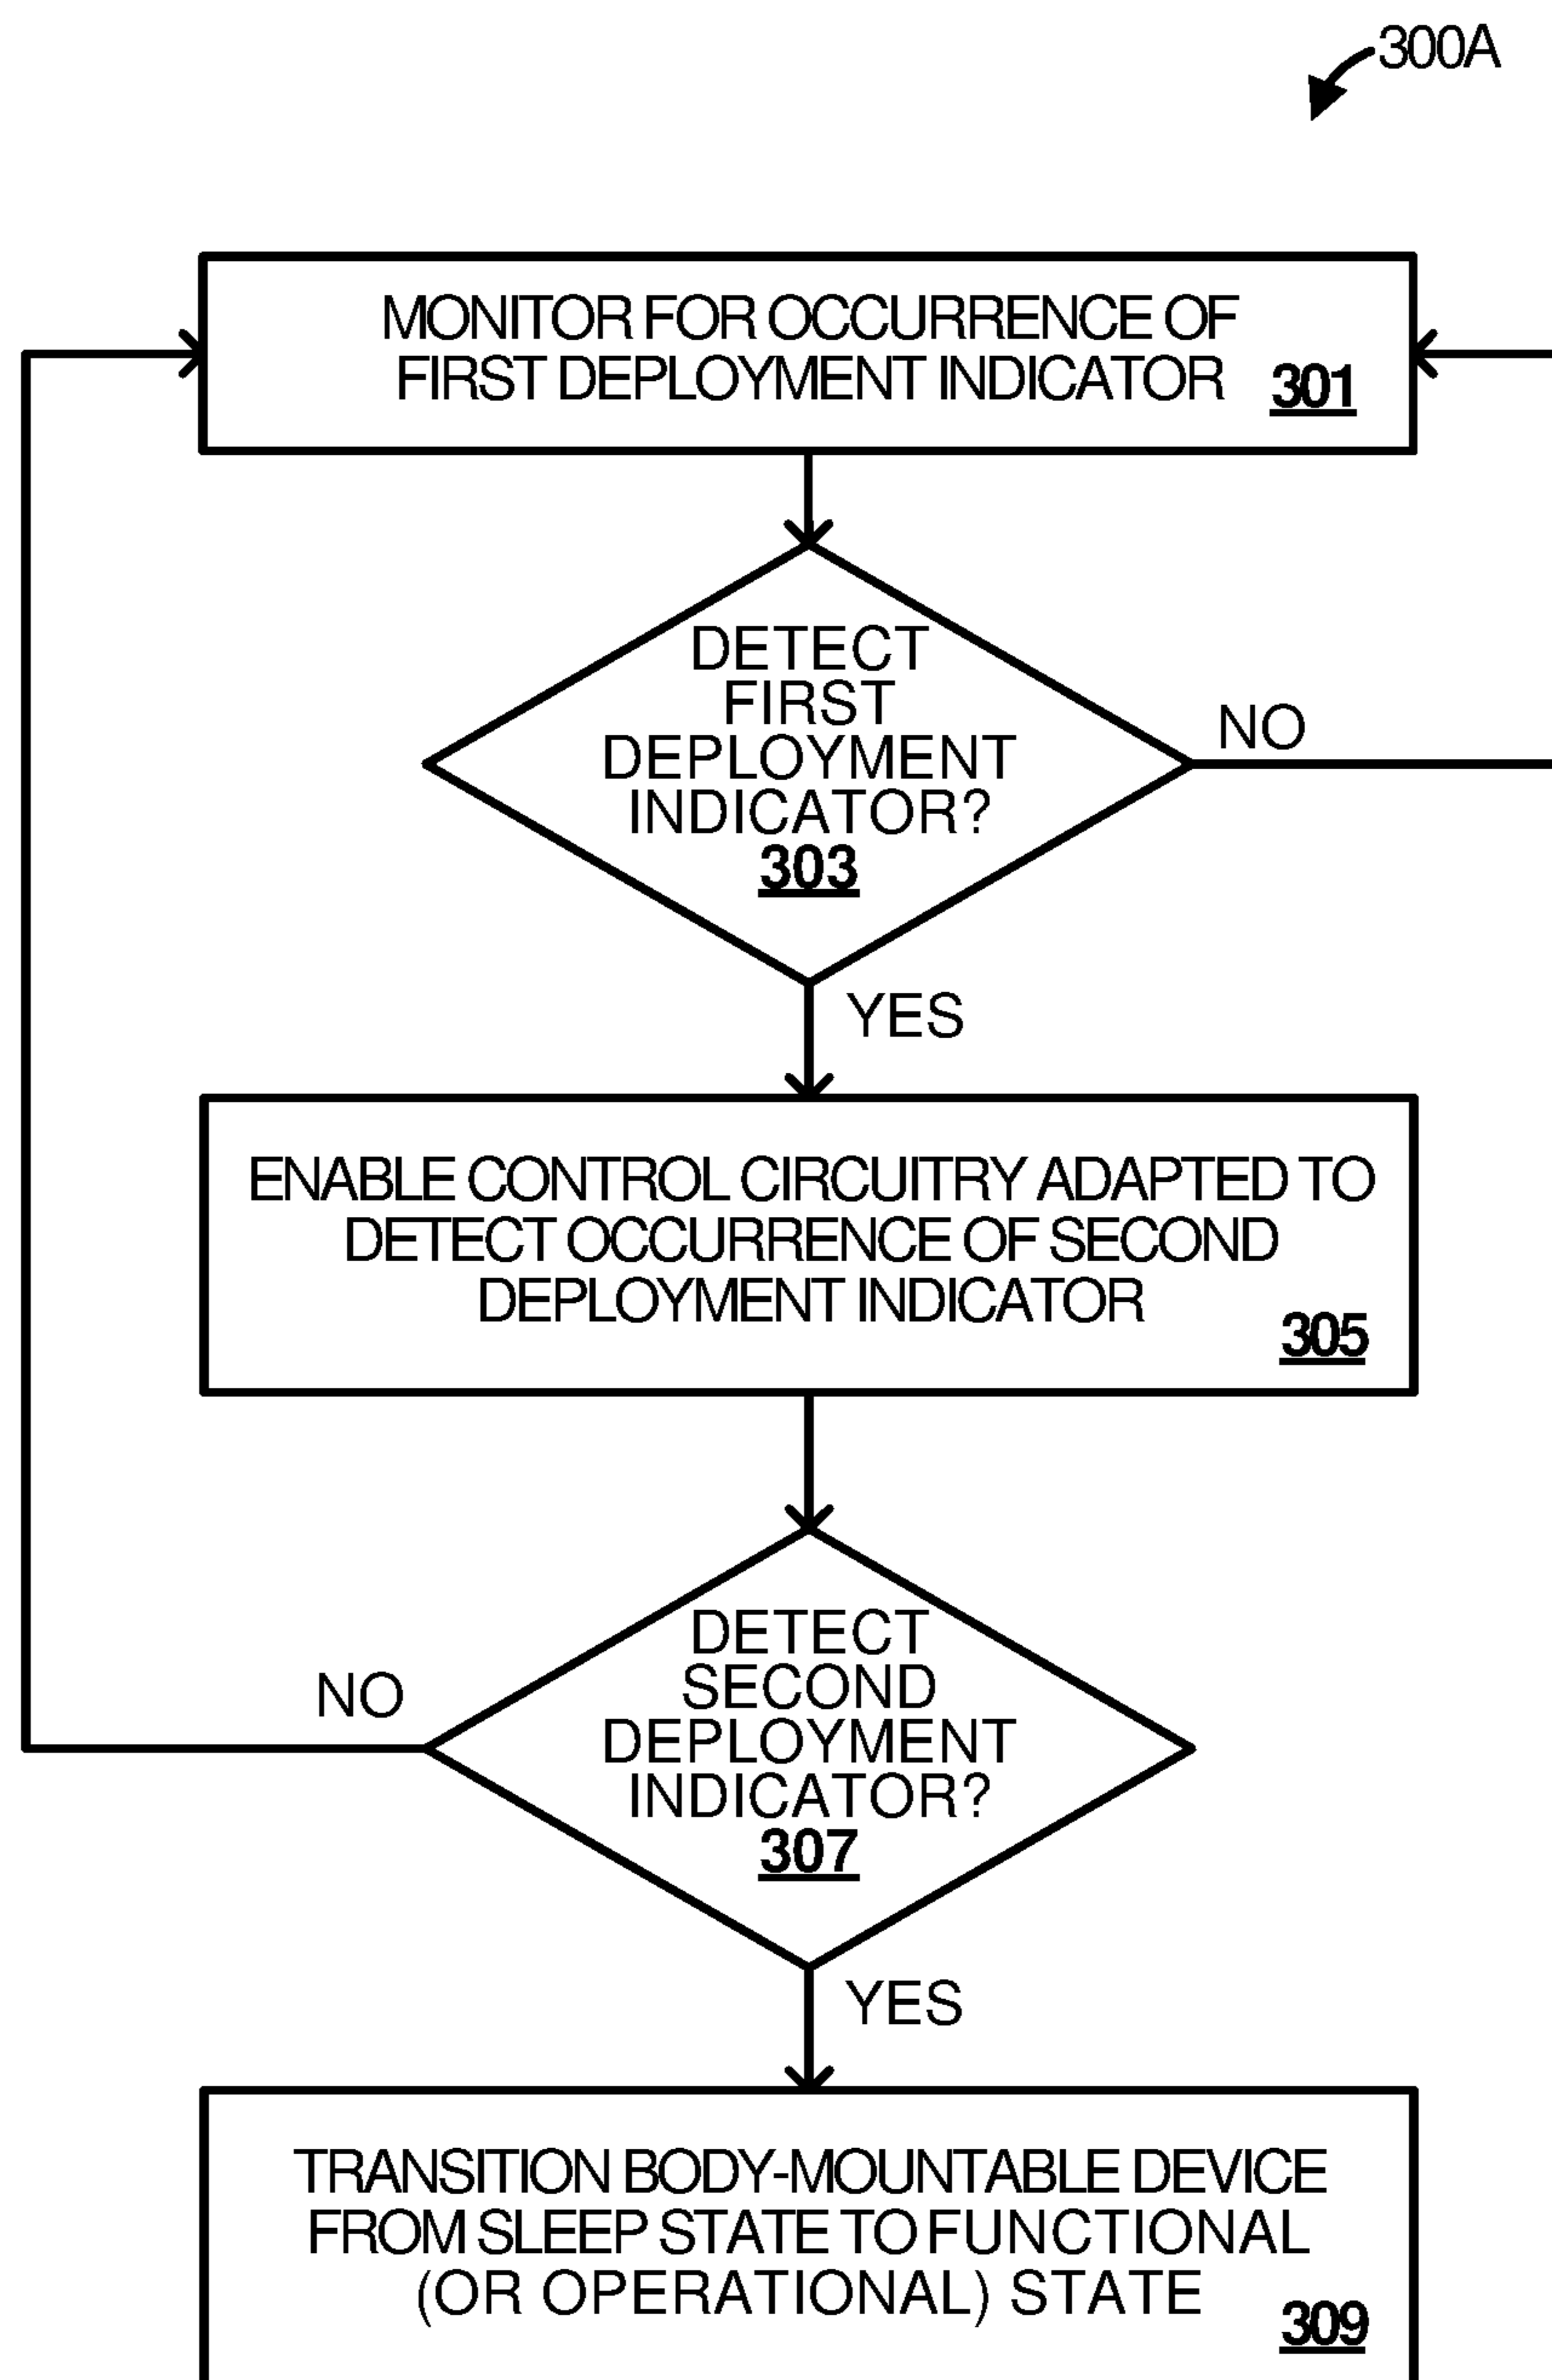 300A
MONITOR FOR OCCURRENCE OF
FIRST DEPLOYMENT INDICATOR 301
DETECT
FIRST
DEPLOYMENT
INDICATOR?
303
NO
YES
ENABLE CONTROL CIRCUITRY ADAPTED TO
DETECT OCCURRENCE OF SECOND
DEPLOYMENT INDICATOR
305
DETECT
SECOND
DEPLOYMENT
INDICATOR?
307
NO
YES
TRANSITION BODY-MOUNTABLE DEVICE
FROM SLEEP STATE TO FUNCTIONAL
(OR OPERATIONAL) STATE
309